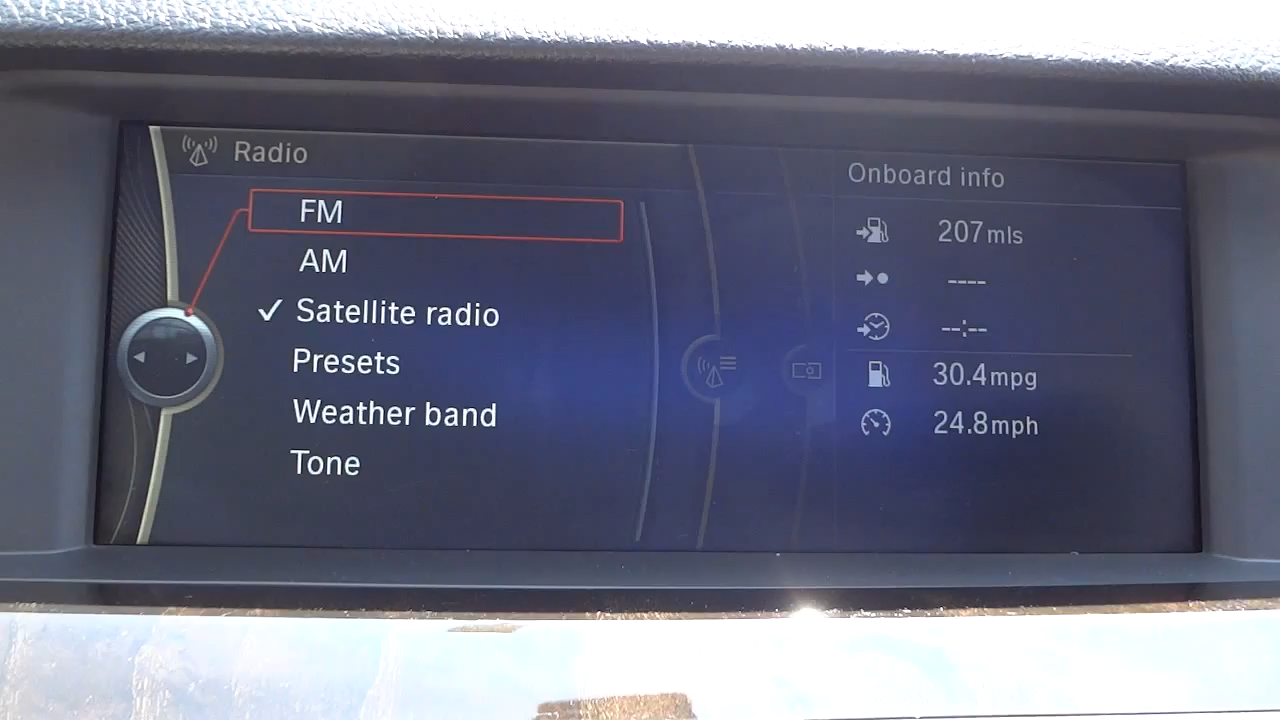 Radio
FM
AM
✓ Satellite radio
Presets
Weather band
Tone
Onboard info
207 mls
----
--:--
30.4 mpg
24.8 mph